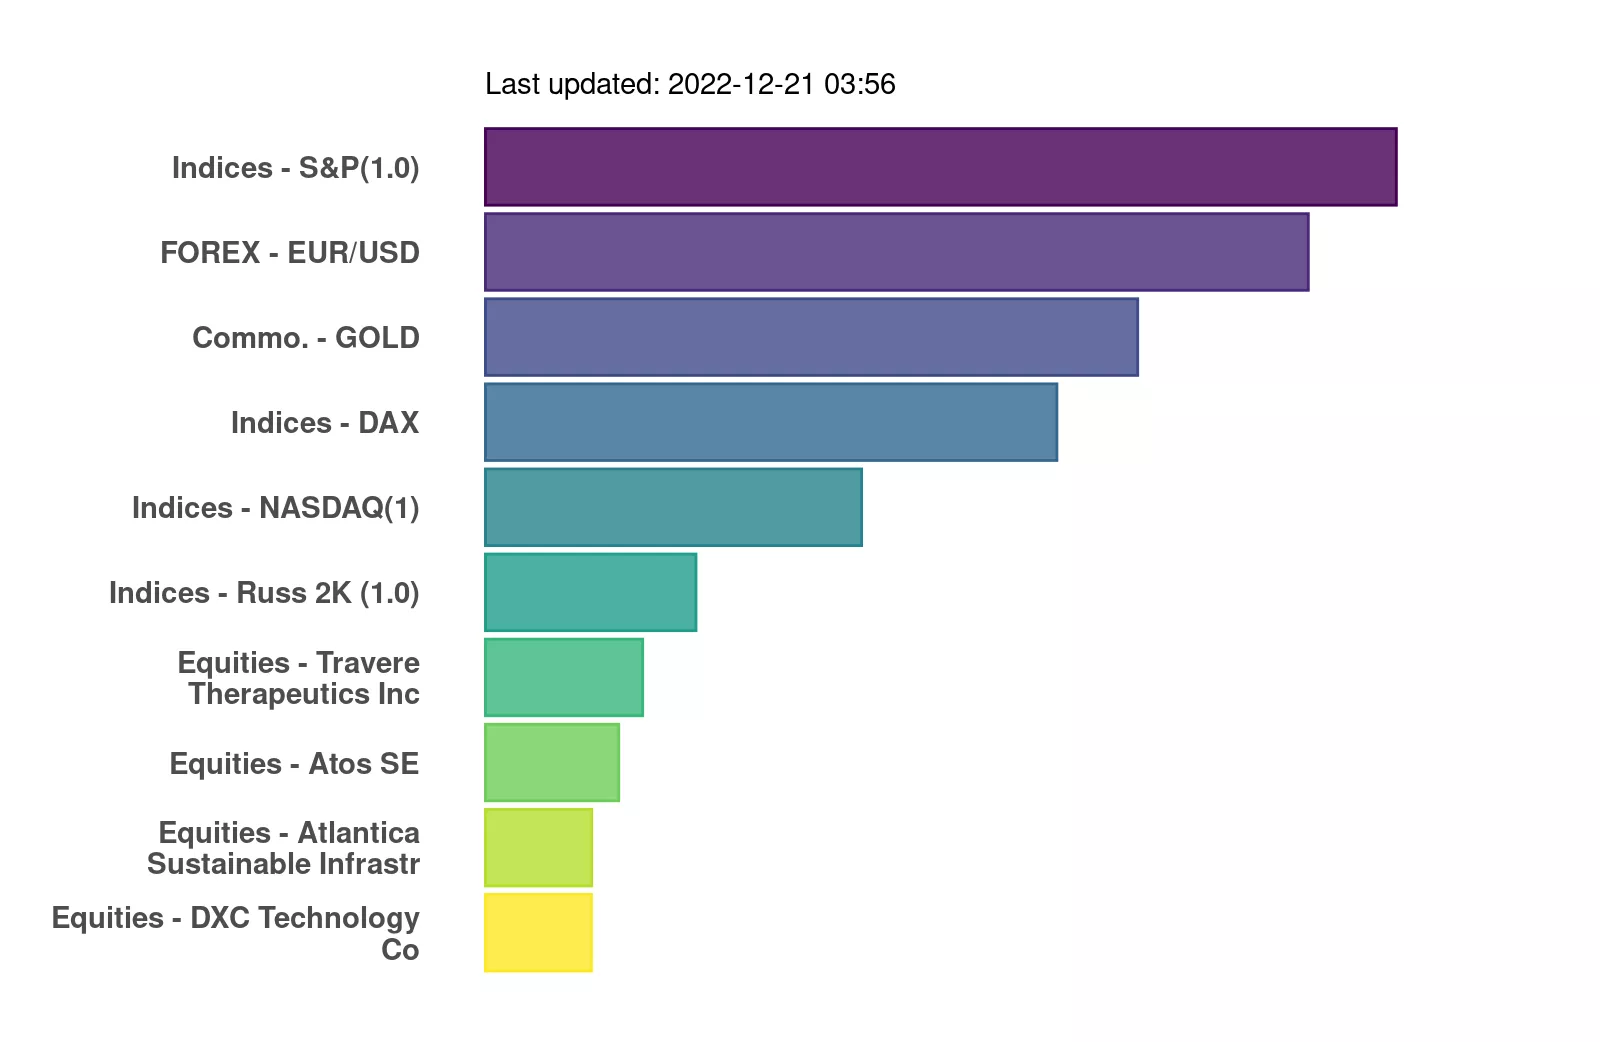 Last updated: 2022-12-21 03:56
Indices - S&P(1.0)
FOREX - EUR/USD
Commo. - GOLD
Indices - DAX
Indices - NASDAQ(1)
Indices - Russ 2K (1.0)
Equities - Travere
Therapeutics Inc
Equities - Atos SE
Equities - Atlantica
Sustainable Infrastr
Equities - DXC Technology
Co